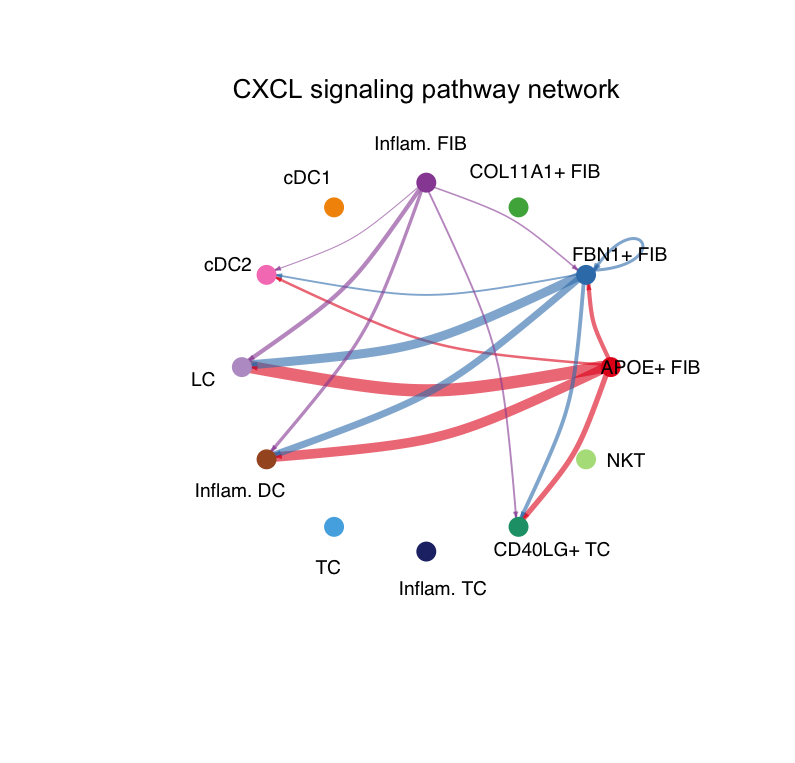 CXCL signaling pathway network
Inflam. FIB
COL11A1+ FIB
cDC1
FBN1+ FIB
cDC2
APOE+ FIB
LC
NKT
Inflam. DC
CD40LG+ TC
TC
Inflam. TC